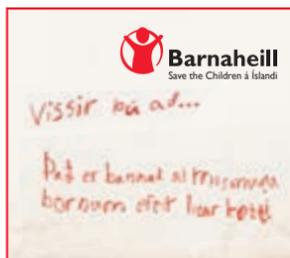 Barnaheill
Save the Children á Íslandi
Vissir þú að...
Það er bannað að mismuna
börnum eftir